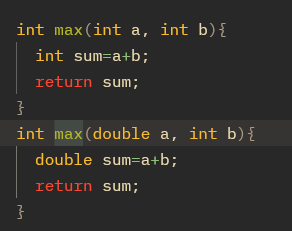 int max(int a, int b){
  int sum=a+b;
  return sum;
}
int max(double a, int b){
  double sum=a+b;
  return sum;
}